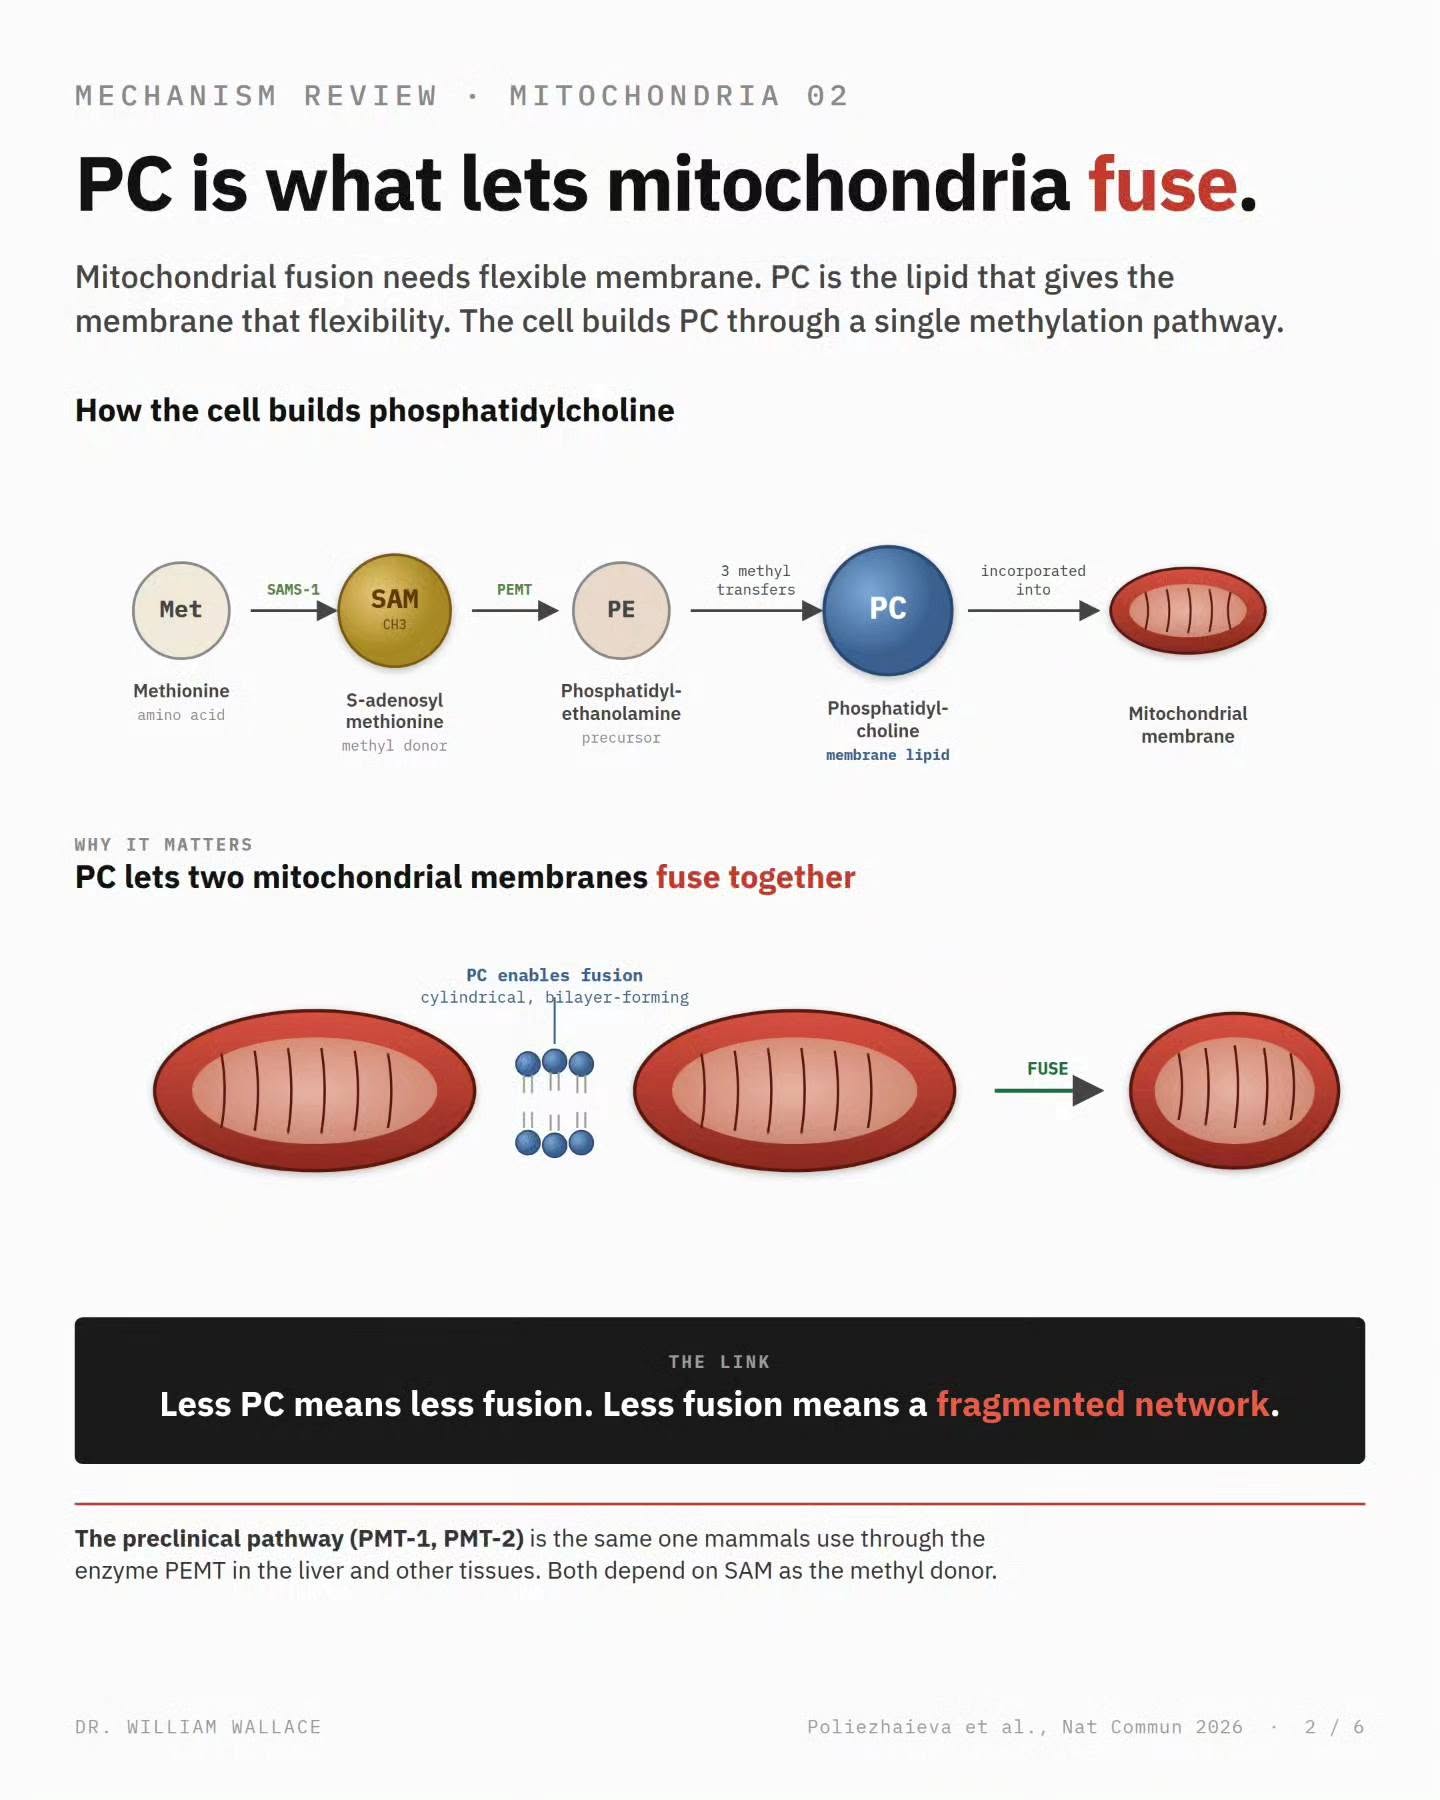 MECHANISM REVIEW · MITOCHONDRIA 02
PC is what lets mitochondria fuse.
Mitochondrial fusion needs flexible membrane. PC is the lipid that gives the
membrane that flexibility. The cell builds PC through a single methylation pathway.
How the cell builds phosphatidylcholine
Met
SAMS-1
SAM
CH3
PEMT
PE
3 methyl
transfers
PC
incorporated
into
Methionine
amino acid
S-adenosyl
methionine
methyl donor
Phosphatidyl-
ethanolamine
precursor
Phosphatidyl-
choline
membrane lipid
Mitochondrial
membrane
WHY IT MATTERS
PC lets two mitochondrial membranes fuse together
PC enables fusion
cylindrical, bilayer-forming
FUSE
THE LINK
Less PC means less fusion. Less fusion means a fragmented network.
The preclinical pathway (PMT-1, PMT-2) is the same one mammals use through the
enzyme PEMT in the liver and other tissues. Both depend on SAM as the methyl donor.
DR. WILLIAM WALLACE
Poliezhaieva et al., Nat Commun 2026 · 2 / 6